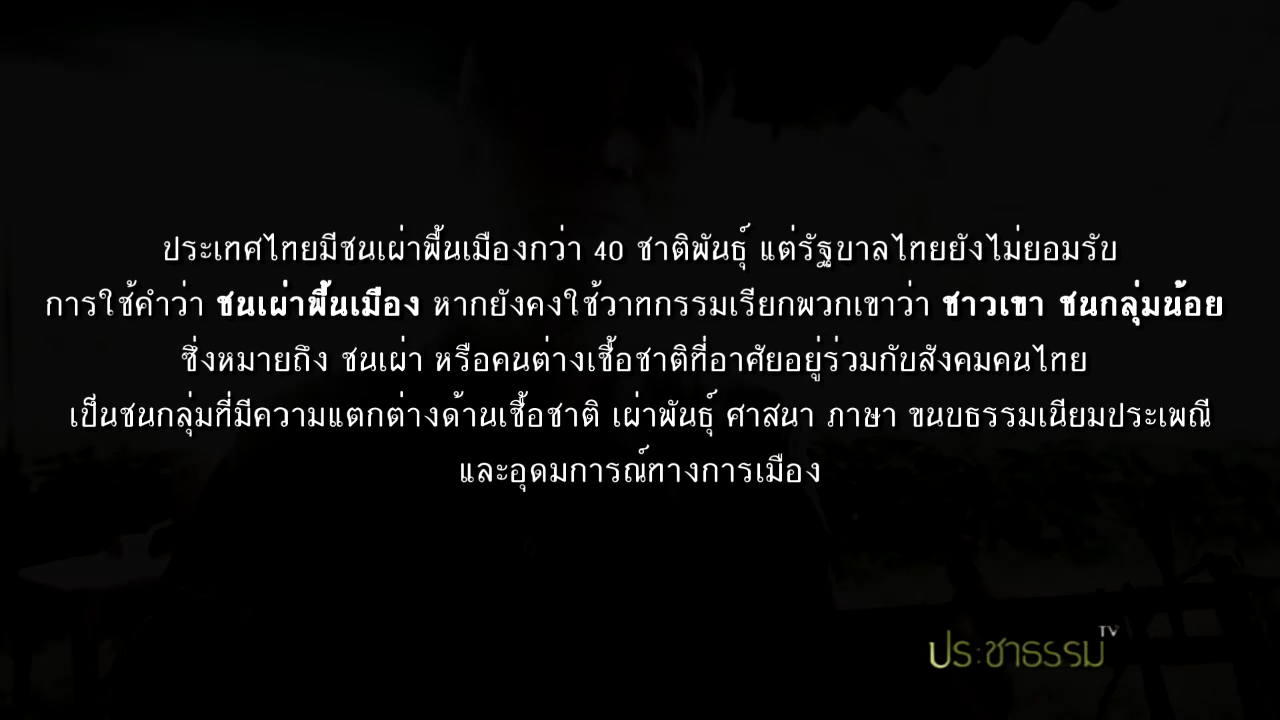 ประเทศไทยมีชนเผ่าพื้นเมืองกว่า 40 ชาติพันธุ์ แต่รัฐบาลไทยยังไม่ยอมรับ
การใช้คำว่า ชนเผ่าพื้นเมือง หากยังคงใช้วาทกรรมเรียกพวกเขาว่า ชาวเขา ชนกลุ่มน้อย
ซึ่งหมายถึง ชนเผ่า หรือคนต่างเชื้อชาติที่อาศัยอยู่ร่วมกับสังคมคนไทย
เป็นชนกลุ่มที่มีความแตกต่างด้านเชื้อชาติ เผ่าพันธุ์ ศาสนา ภาษา ขนบธรรมเนียมประเพณี
และอุดมการณ์ทางการเมือง
ประชาธรรม TV